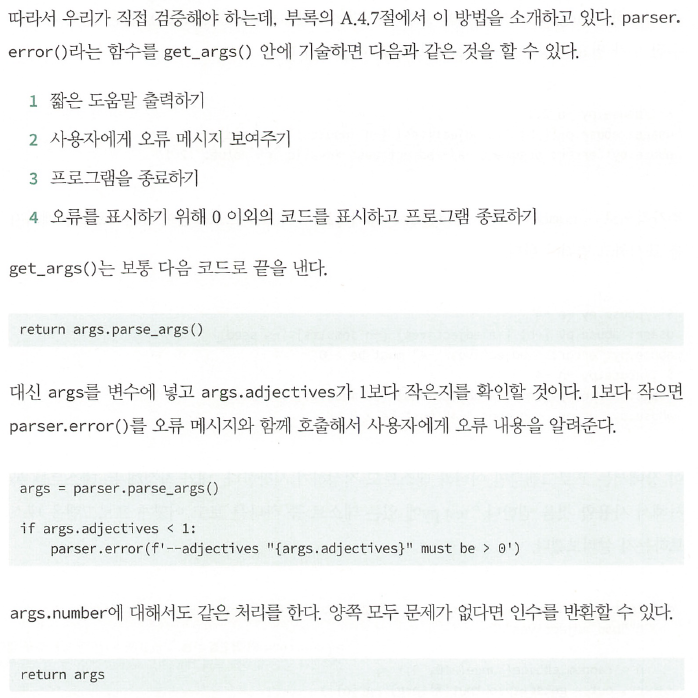 따라서 우리가 직접 검증해야 하는데, 부록의 A.4.7절에서 이 방법을 소개하고 있다. parser.
error()라는 함수를 get_args() 안에 기술하면 다음과 같은 것을 할 수 있다.
1 짧은 도움말 출력하기
2 사용자에게 오류 메시지 보여주기
3 프로그램을 종료하기
4 오류를 표시하기 위해 0 이외의 코드를 표시하고 프로그램 종료하기
get_args()는 보통 다음 코드로 끝을 낸다.
return args.parse_args()
대신 args를 변수에 넣고 args.adjectives가 1보다 작은지를 확인할 것이다. 1보다 작으면
parser.error()를 오류 메시지와 함께 호출해서 사용자에게 오류 내용을 알려준다.
args = parser.parse_args()
if args.adjectives < 1:
    parser.error(f'--adjectives "{args.adjectives}" must be > 0')
args.number에 대해서도 같은 처리를 한다. 양쪽 모두 문제가 없다면 인수를 반환할 수 있다.
return args